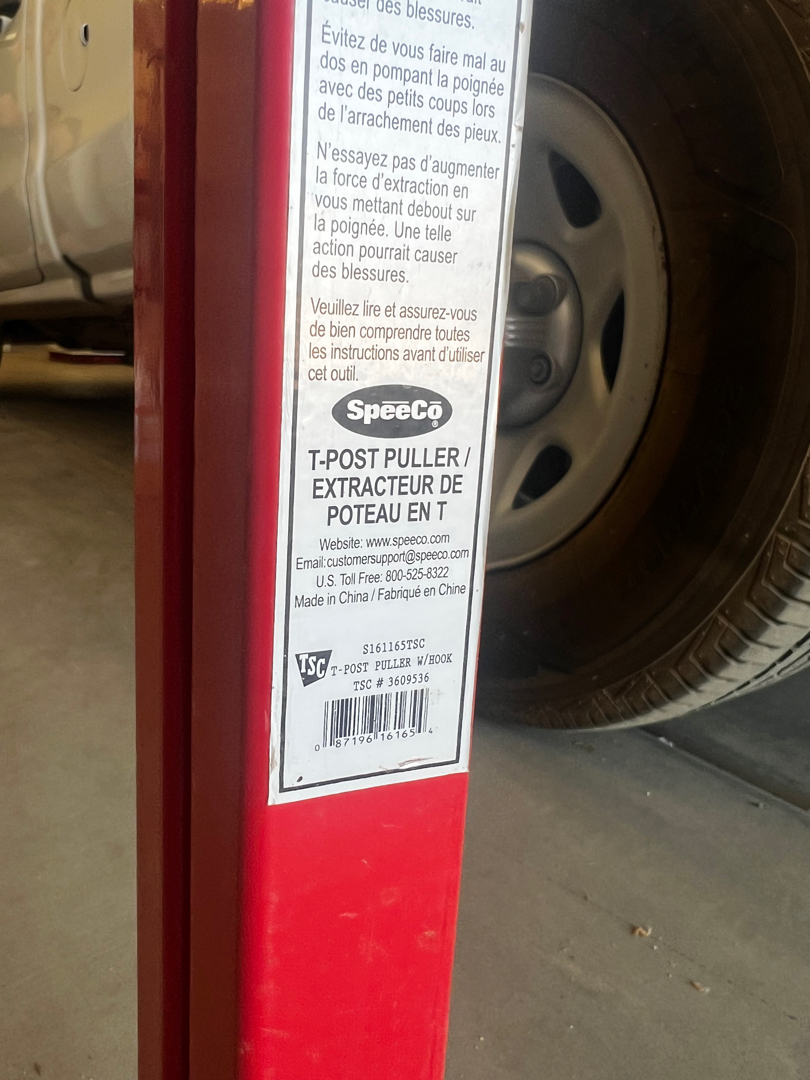 causer des blessures.
Évitez de vous faire mal au
dos en pompant la poignée
avec des petits coups lors
de l'arrachement des pieux.
N'essayez pas d'augmenter
la force d'extraction en
vous mettant debout sur
la poignée. Une telle
action pourrait causer
des blessures.
Veuillez lire et assurez-vous
de bien comprendre toutes
les instructions avant d'utiliser
cet outil.
SpeeCo®
T-POST PULLER /
EXTRACTEUR DE
POTEAU EN T
Website: www.speeco.com
Email:customersupport@speeco.com
U.S. Toll Free: 800-525-8322
Made in China / Fabriqué en Chine
S161165TSC
TSC T-POST PULLER W/HOOK
TSC # 3609536
0 87196 16165 4